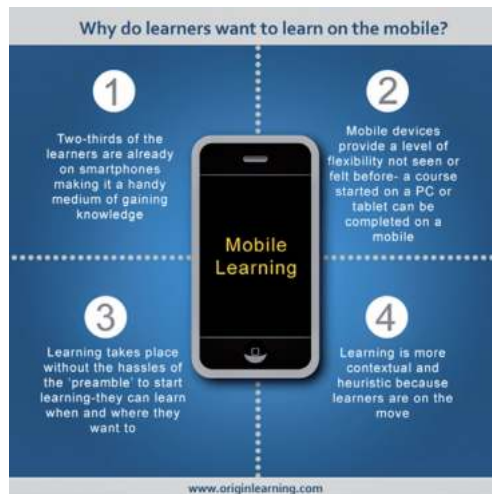 Why do learners want to learn on the mobile?
1
Two-thirds of the
learners are already
on smartphones
making it a handy
medium of gaining
knowledge
2
Mobile devices
provide a level of
flexibility not seen or
felt before- a course
started on a PC or
tablet can be
completed on a
mobile
Mobile
Learning
3
Learning takes place
without the hassles of
the 'preamble' to start
learning-they can learn
when and where they
want to
4
Learning is more
contextual and
heuristic because
learners are on the
move
www.originlearning.com